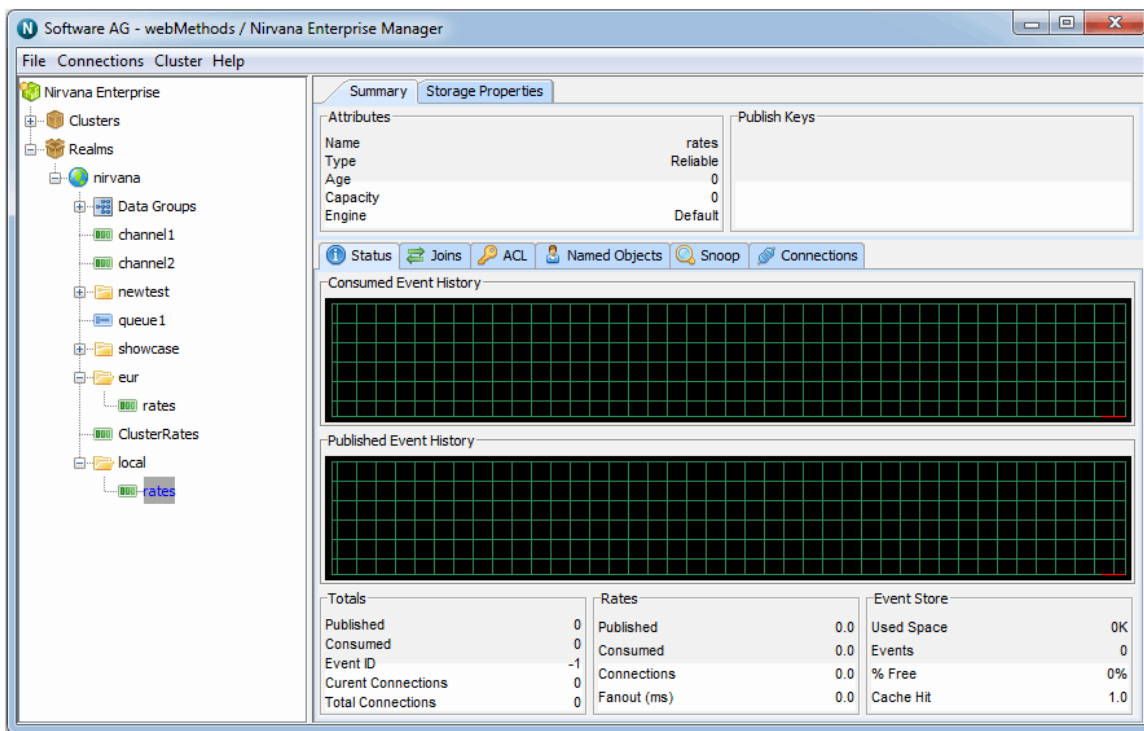 Software AG - webMethods / Nirvana Enterprise Manager
File Connections Cluster Help
Nirvana Enterprise
Clusters
Realms
nirvana
Data Groups
channel1
channel2
newtest
queue1
showcase
eur
rates
ClusterRates
local
rates
Summary Storage Properties
Attributes
Name rates
Type Reliable
Age 0
Capacity 0
Engine Default
Publish Keys
Status Joins ACL Named Objects Snoop Connections
Consumed Event History
Published Event History
Totals
Published 0
Consumed 0
Event ID -1
Curent Connections 0
Total Connections 0
Rates
Published 0.0
Consumed 0.0
Connections 0.0
Fanout (ms) 0.0
Event Store
Used Space 0K
Events 0
% Free 0%
Cache Hit 1.0